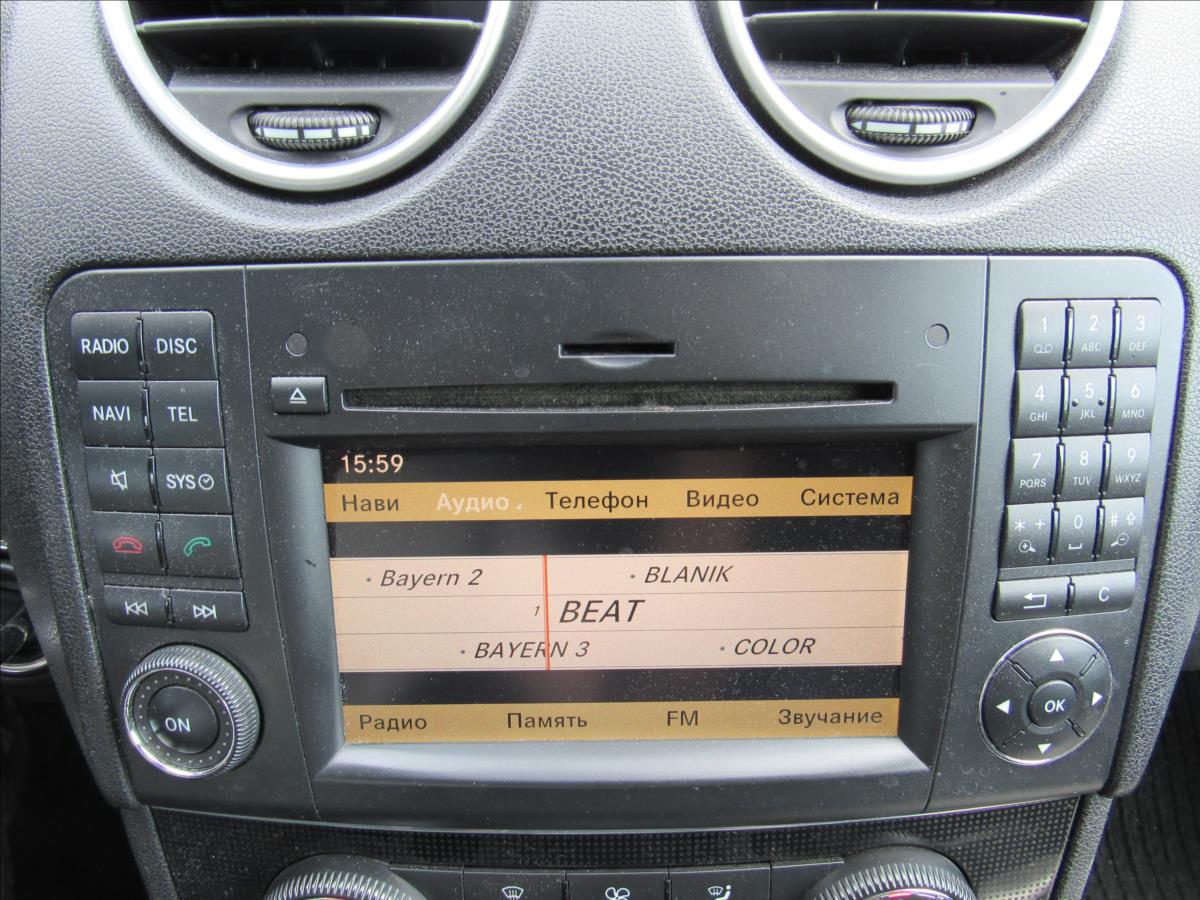 RADIO DISC
NAVI TEL
SYS
ON
15:59
Нави Аудио Телефон Видео Система
• Bayern 2 • BLANIK
1 BEAT
• BAYERN 3 • COLOR
Радио Память FM Звучание
1 2 ABC 3 DEF
4 GHI 5 JKL 6 MNO
7 PQRS 8 TUV 9 WXYZ
* + 0 #
C
OK